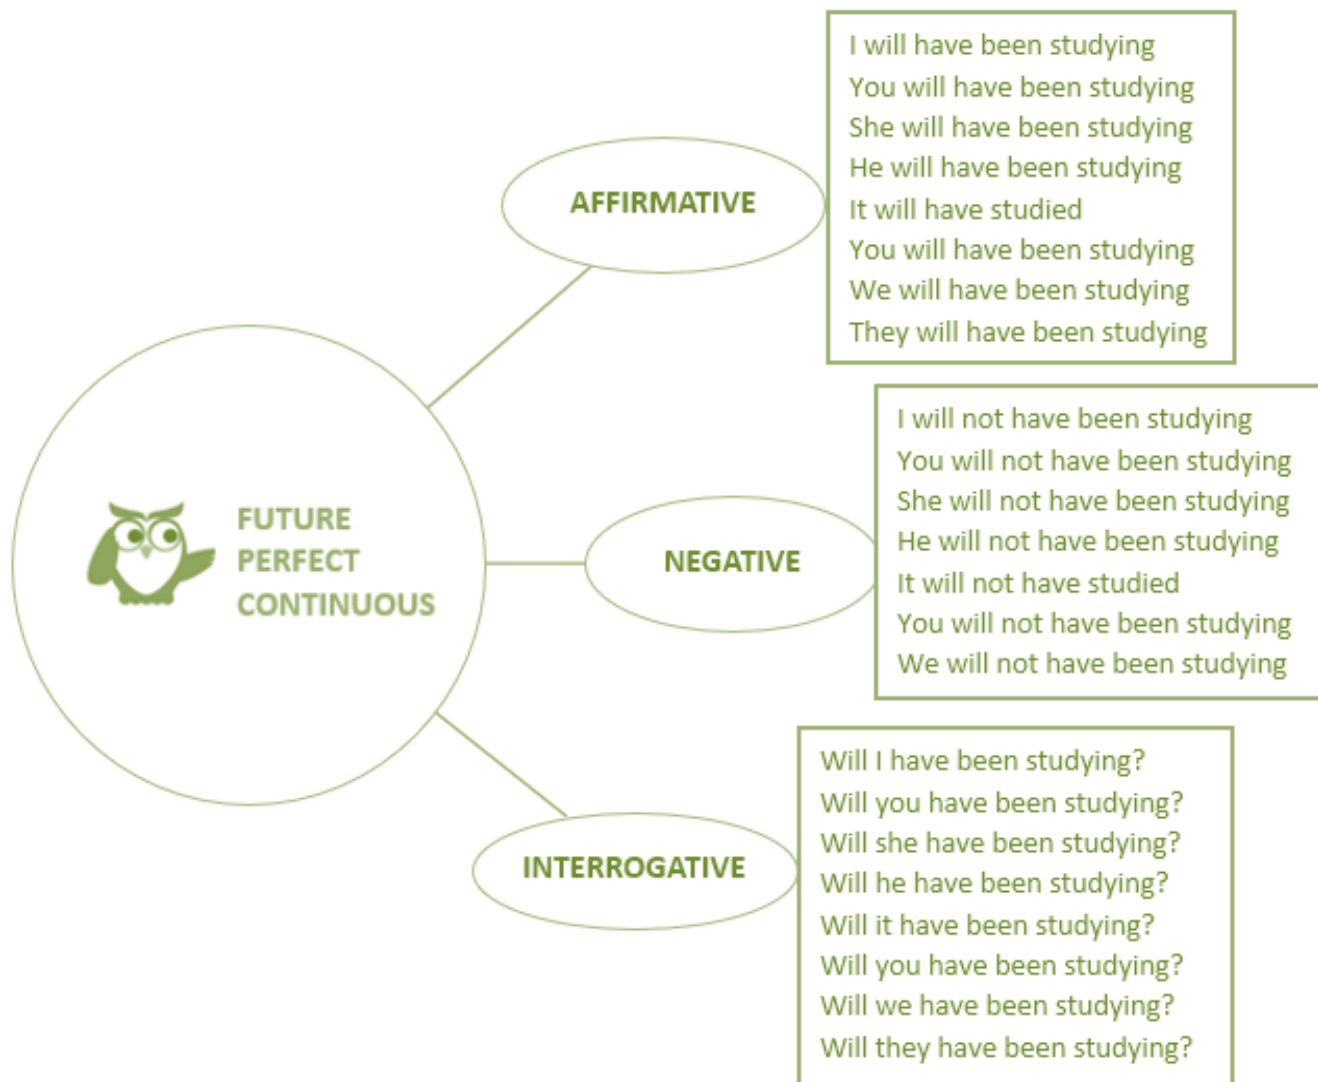 FUTURE
PERFECT
CONTINUOUS
AFFIRMATIVE
I will have been studying
You will have been studying
She will have been studying
He will have been studying
It will have studied
You will have been studying
We will have been studying
They will have been studying
NEGATIVE
I will not have been studying
You will not have been studying
She will not have been studying
He will not have been studying
It will not have studied
You will not have been studying
We will not have been studying
INTERROGATIVE
Will I have been studying?
Will you have been studying?
Will she have been studying?
Will he have been studying?
Will it have been studying?
Will you have been studying?
Will we have been studying?
Will they have been studying?